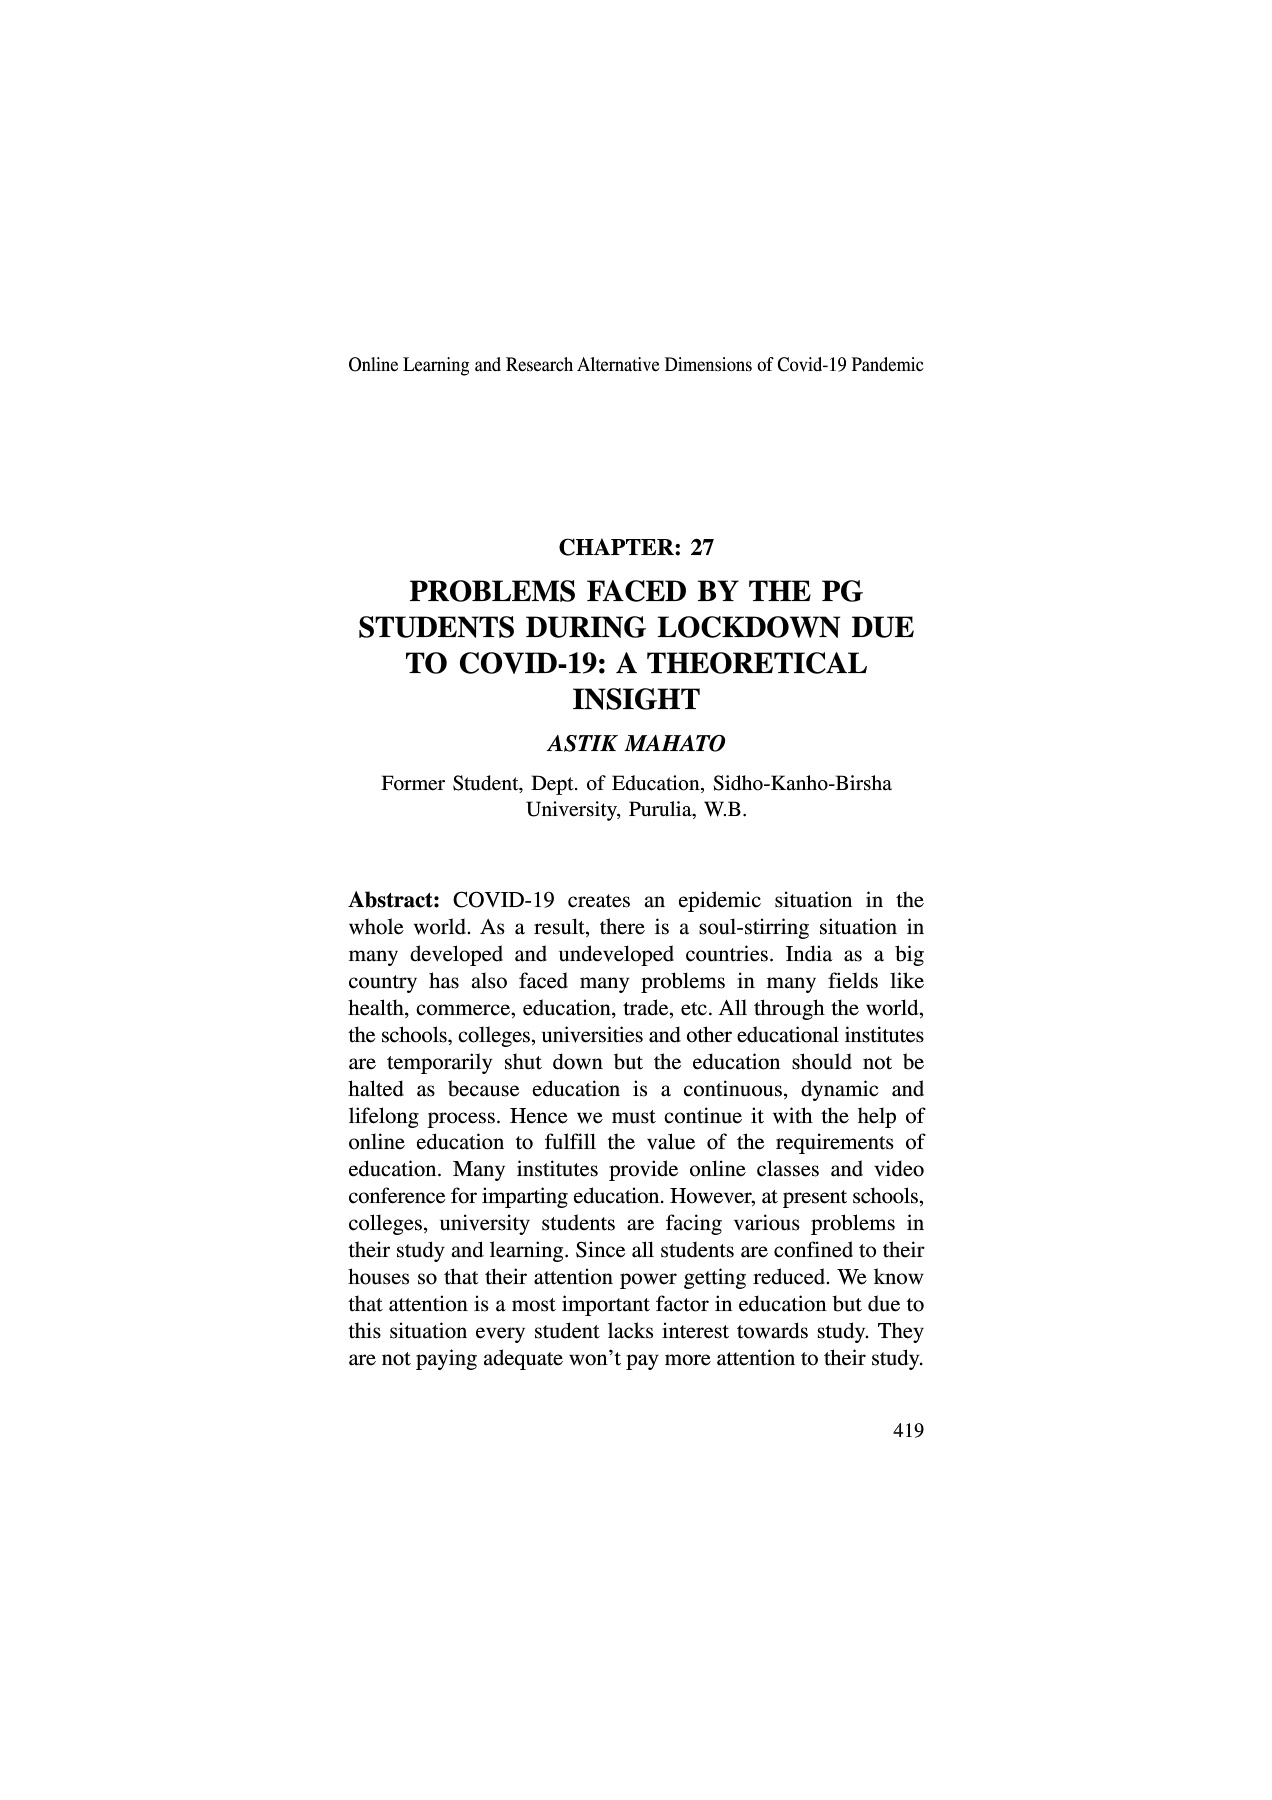 Online Learning and Research Alternative Dimensions of Covid-19 Pandemic
CHAPTER: 27
PROBLEMS FACED BY THE PG
STUDENTS DURING LOCKDOWN DUE
TO COVID-19: A THEORETICAL
INSIGHT
ASTIK MAHATO
Former Student, Dept. of Education, Sidho-Kanho-Birsha
University, Purulia, W.B.
Abstract: COVID-19 creates an epidemic situation in the
whole world. As a result, there is a soul-stirring situation in
many developed and undeveloped countries. India as a big
country has also faced many problems in many fields like
health, commerce, education, trade, etc. All through the world,
the schools, colleges, universities and other educational institutes
are temporarily shut down but the education should not be
halted as because education is a continuous, dynamic and
lifelong process. Hence we must continue it with the help of
online education to fulfill the value of the requirements of
education. Many institutes provide online classes and video
conference for imparting education. However, at present schools,
colleges, university students are facing various problems in
their study and learning. Since all students are confined to their
houses so that their attention power getting reduced. We know
that attention is a most important factor in education but due to
this situation every student lacks interest towards study. They
are not paying adequate won’t pay more attention to their study.
419